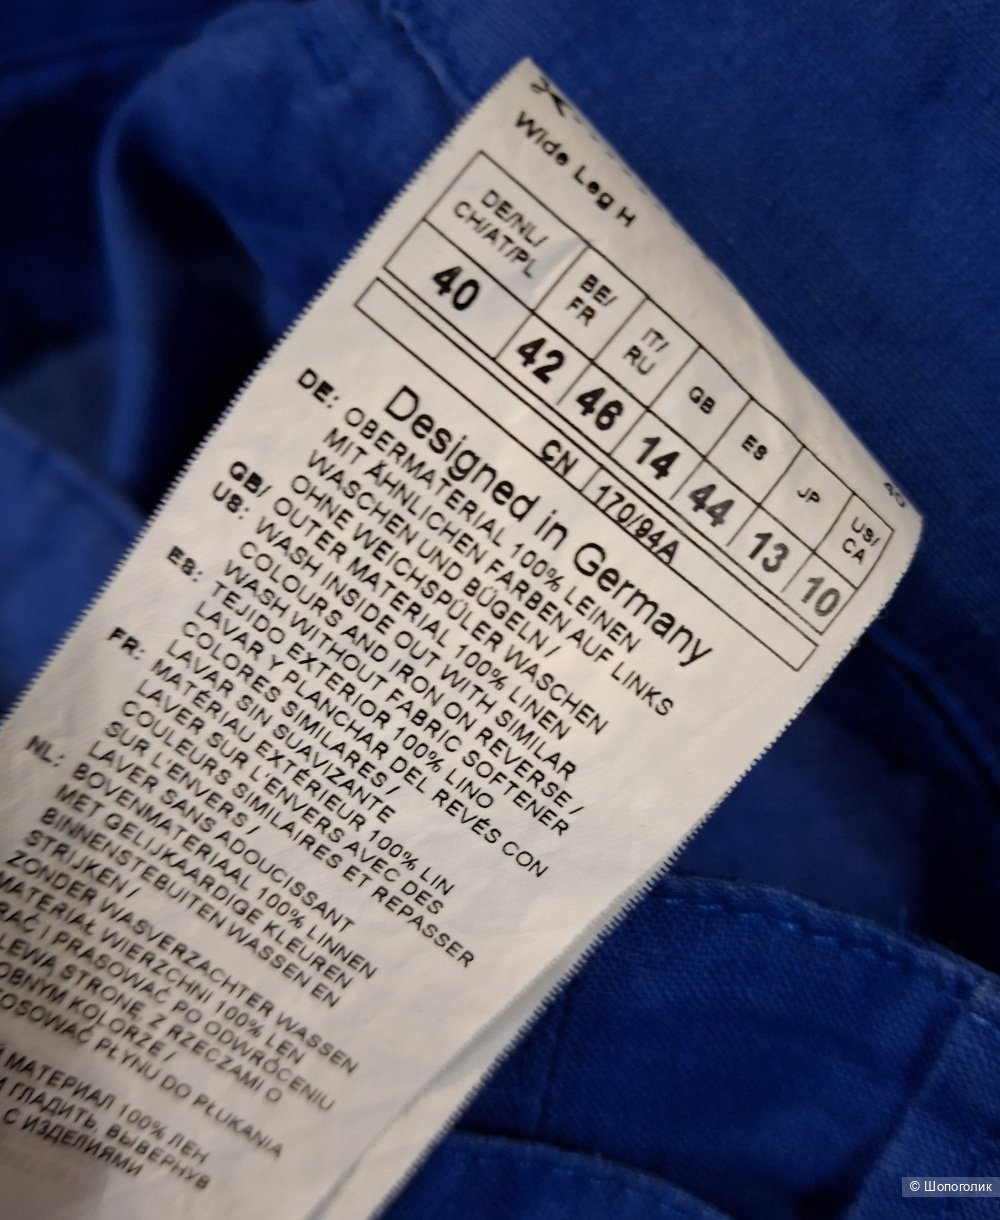 Wide Leg H
40
DE/NL/
CH/AT/PL
BE/
FR
IT/
RU
GB
ES
JP
US/
CA
40
42
46
14
44
13
10
CN
170/94A
Designed in Germany
DE: OBERMATERIAL 100% LEINEN
MIT ÄHNLICHEN FARBEN AUF LINKS
WASCHEN UND BÜGELN /
OHNE WEICHSPÜLER WASCHEN
GB/ OUTER MATERIAL 100% LINEN
US: WASH INSIDE OUT WITH SIMILAR
COLOURS AND IRON ON REVERSE /
WASH WITHOUT FABRIC SOFTENER
ES: TEJIDO EXTERIOR 100% LINO
LAVAR Y PLANCHAR DEL REVÉS CON
COLORES SIMILARES /
LAVAR SIN SUAVIZANTE
FR: MATÉRIAU EXTÉRIEUR 100% LIN
LAVER SUR L'ENVERS AVEC DES
COULEURS SIMILAIRES ET REPASSER
SUR L'ENVERS /
LAVER SANS ADOUCISSANT
NL: BOVENMATERIAAL 100% LINNEN
MET GELIJKAARDIGE KLEUREN
BINNENSTEBUITEN WASSEN EN
STRIJKEN /
ZONDER WASVERZACHTER WASSEN
MATERIAŁ WIERZCHNI 100% LEN
I PRASOWAĆ PO ODWRÓCENIU
LEWĄ STRONĘ, Z RZECZAMI O
KOLORZE /
PŁYNU DO PŁUKANIA
МАТЕРИАЛ 100% ЛЕН
ГЛАДИТЬ, ВЫВЕРНУВ
С ИЗДЕЛИЯМИ
© Шопоголик